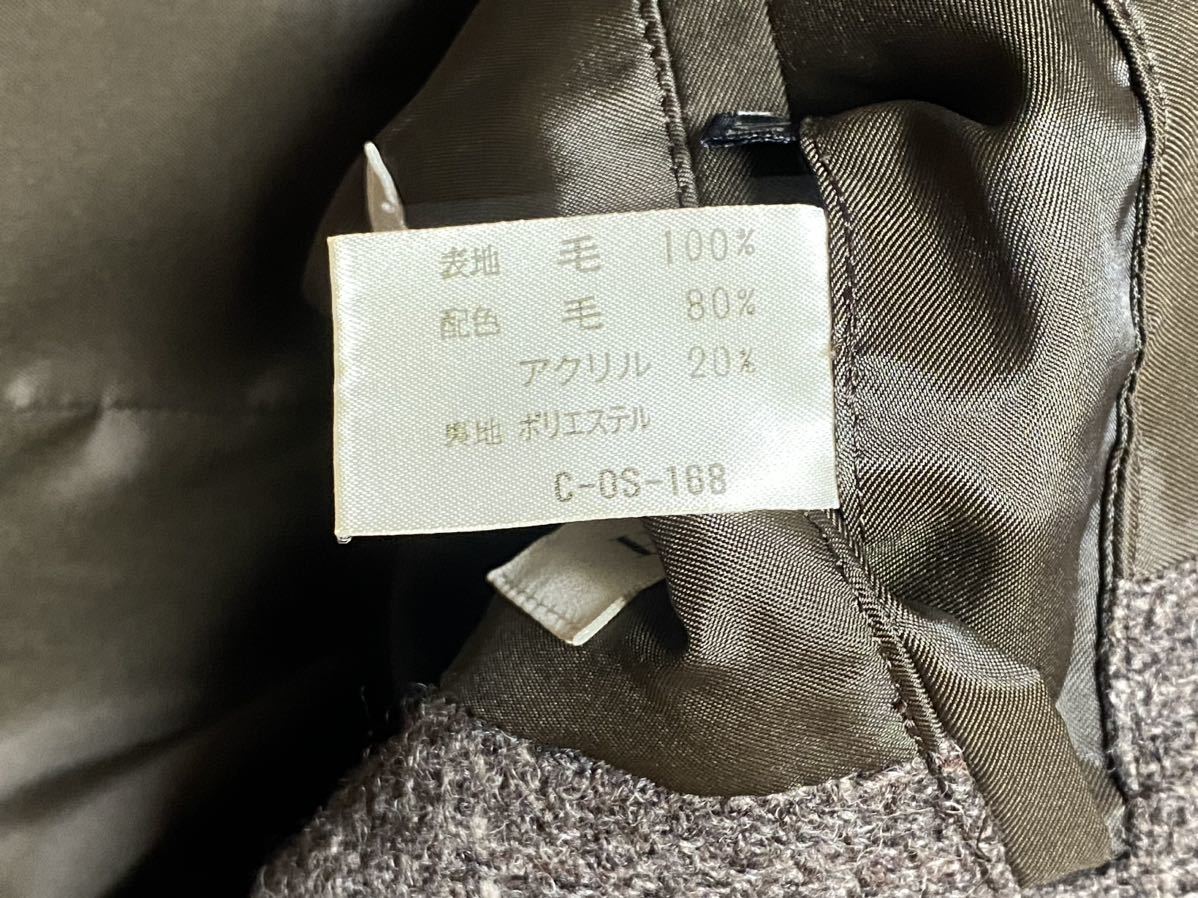 表地 毛 100%
配色 毛 80%
アクリル 20%
裏地 ポリエステル
C-OS-168